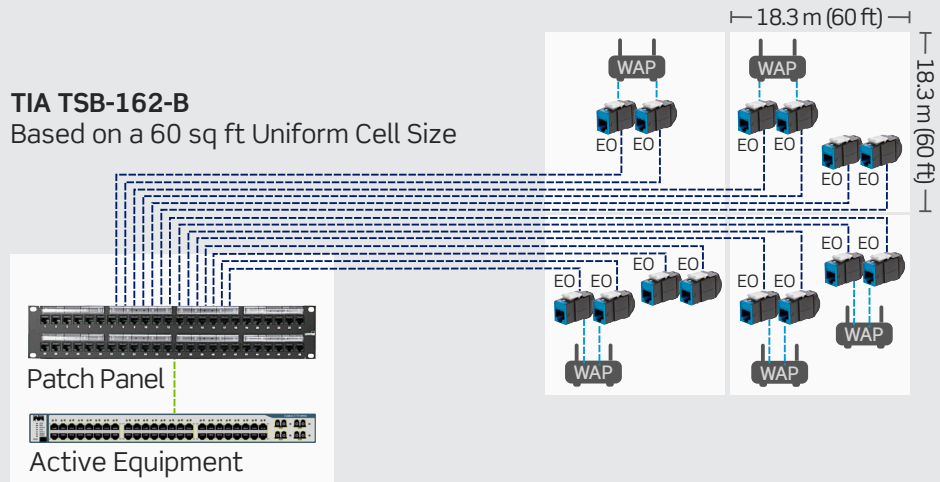 18.3 m (60 ft)
18.3 m (60 ft)
TIA TSB-162-B
Based on a 60 sq ft Uniform Cell Size
WAP
WAP
EO EO
EO EO
EO EO
EO EO
EO EO
EO EO
EO EO
WAP
WAP
WAP
Patch Panel
Active Equipment